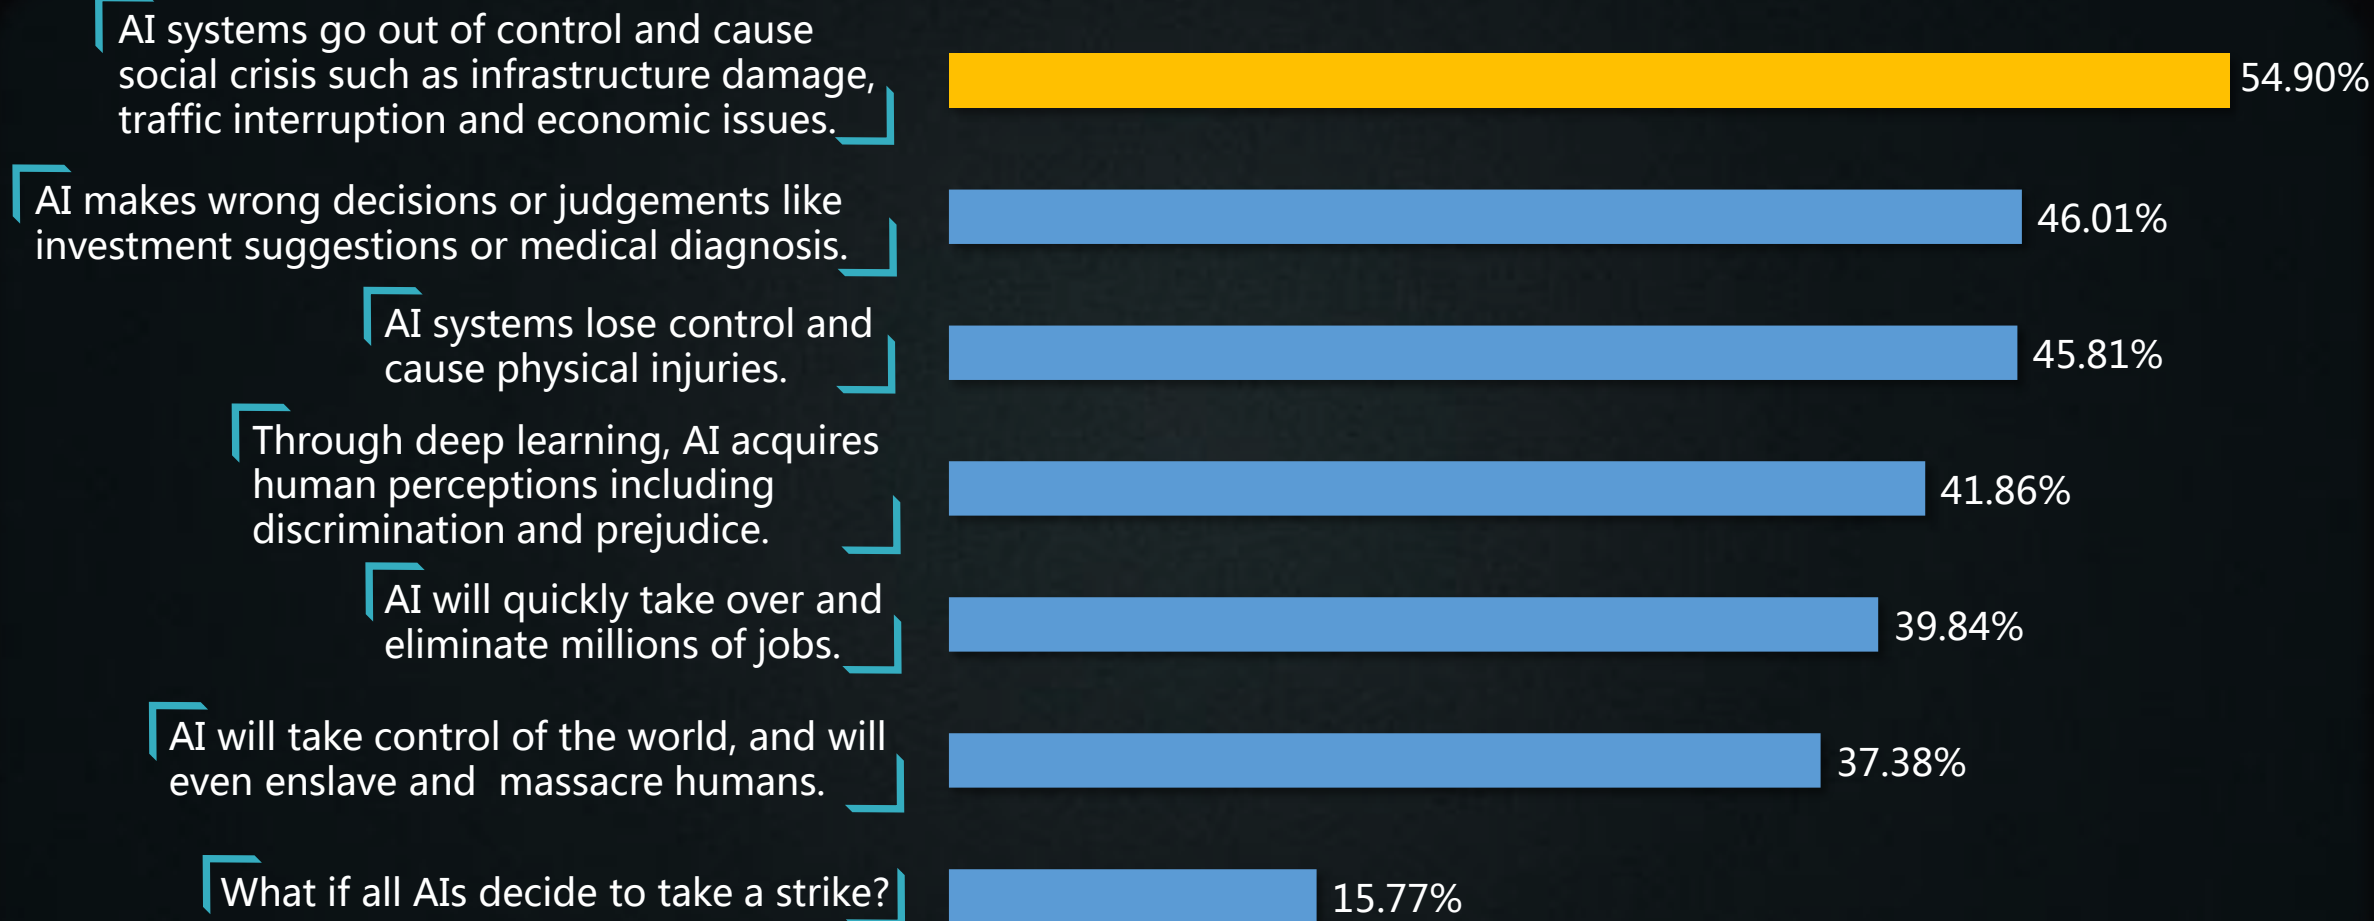 AI systems go out of control and cause
social crisis such as infrastructure damage,
traffic interruption and economic issues.
54.90%
AI makes wrong decisions or judgements like
investment suggestions or medical diagnosis.
46.01%
AI systems lose control and
cause physical injuries.
45.81%
Through deep learning, AI acquires
human perceptions including
discrimination and prejudice.
41.86%
AI will quickly take over and
eliminate millions of jobs.
39.84%
AI will take control of the world, and will
even enslave and  massacre humans.
37.38%
What if all AIs decide to take a strike?
15.77%